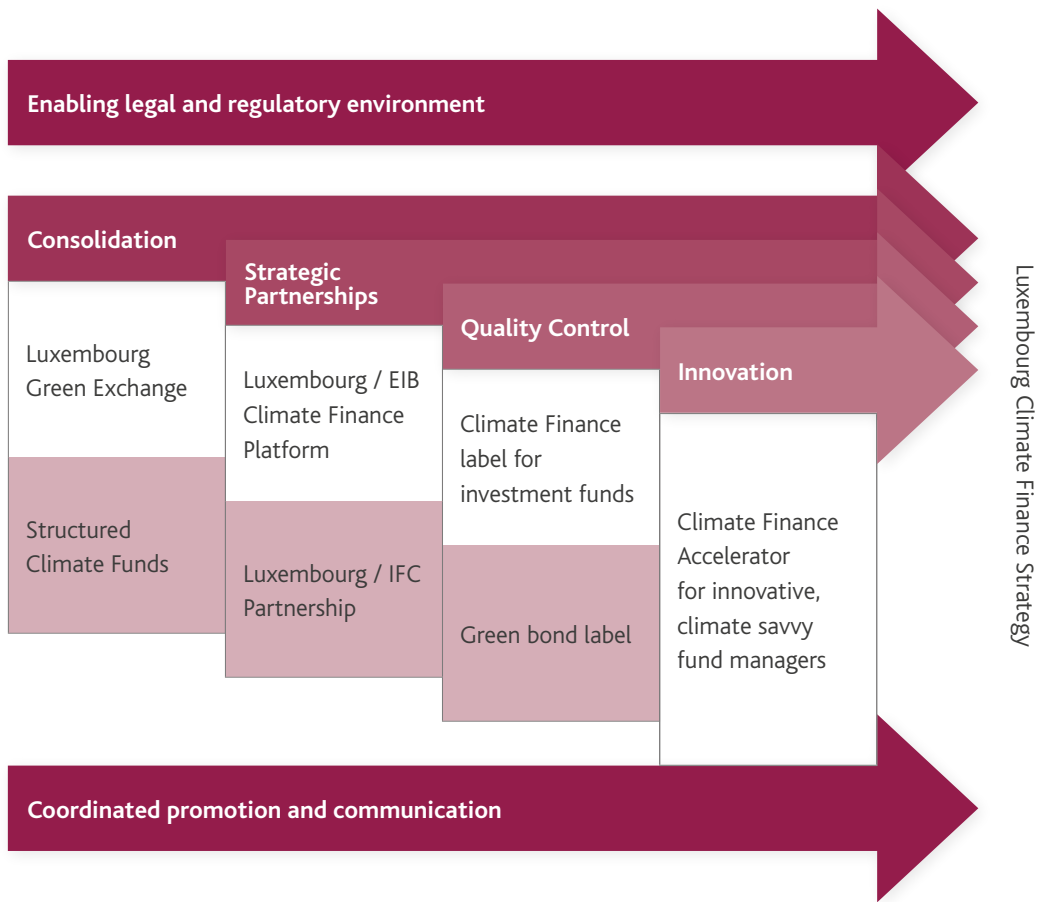 Enabling legal and regulatory environment
Consolidation
Luxembourg
Green Exchange
Structured
Climate Funds
Strategic
Partnerships
Luxembourg / EIB
Climate Finance
Platform
Luxembourg / IFC
Partnership
Quality Control
Climate Finance
label for
investment funds
Green bond label
Innovation
Climate Finance
Accelerator
for innovative,
climate savvy
fund managers
Luxembourg Climate Finance Strategy
Coordinated promotion and communication